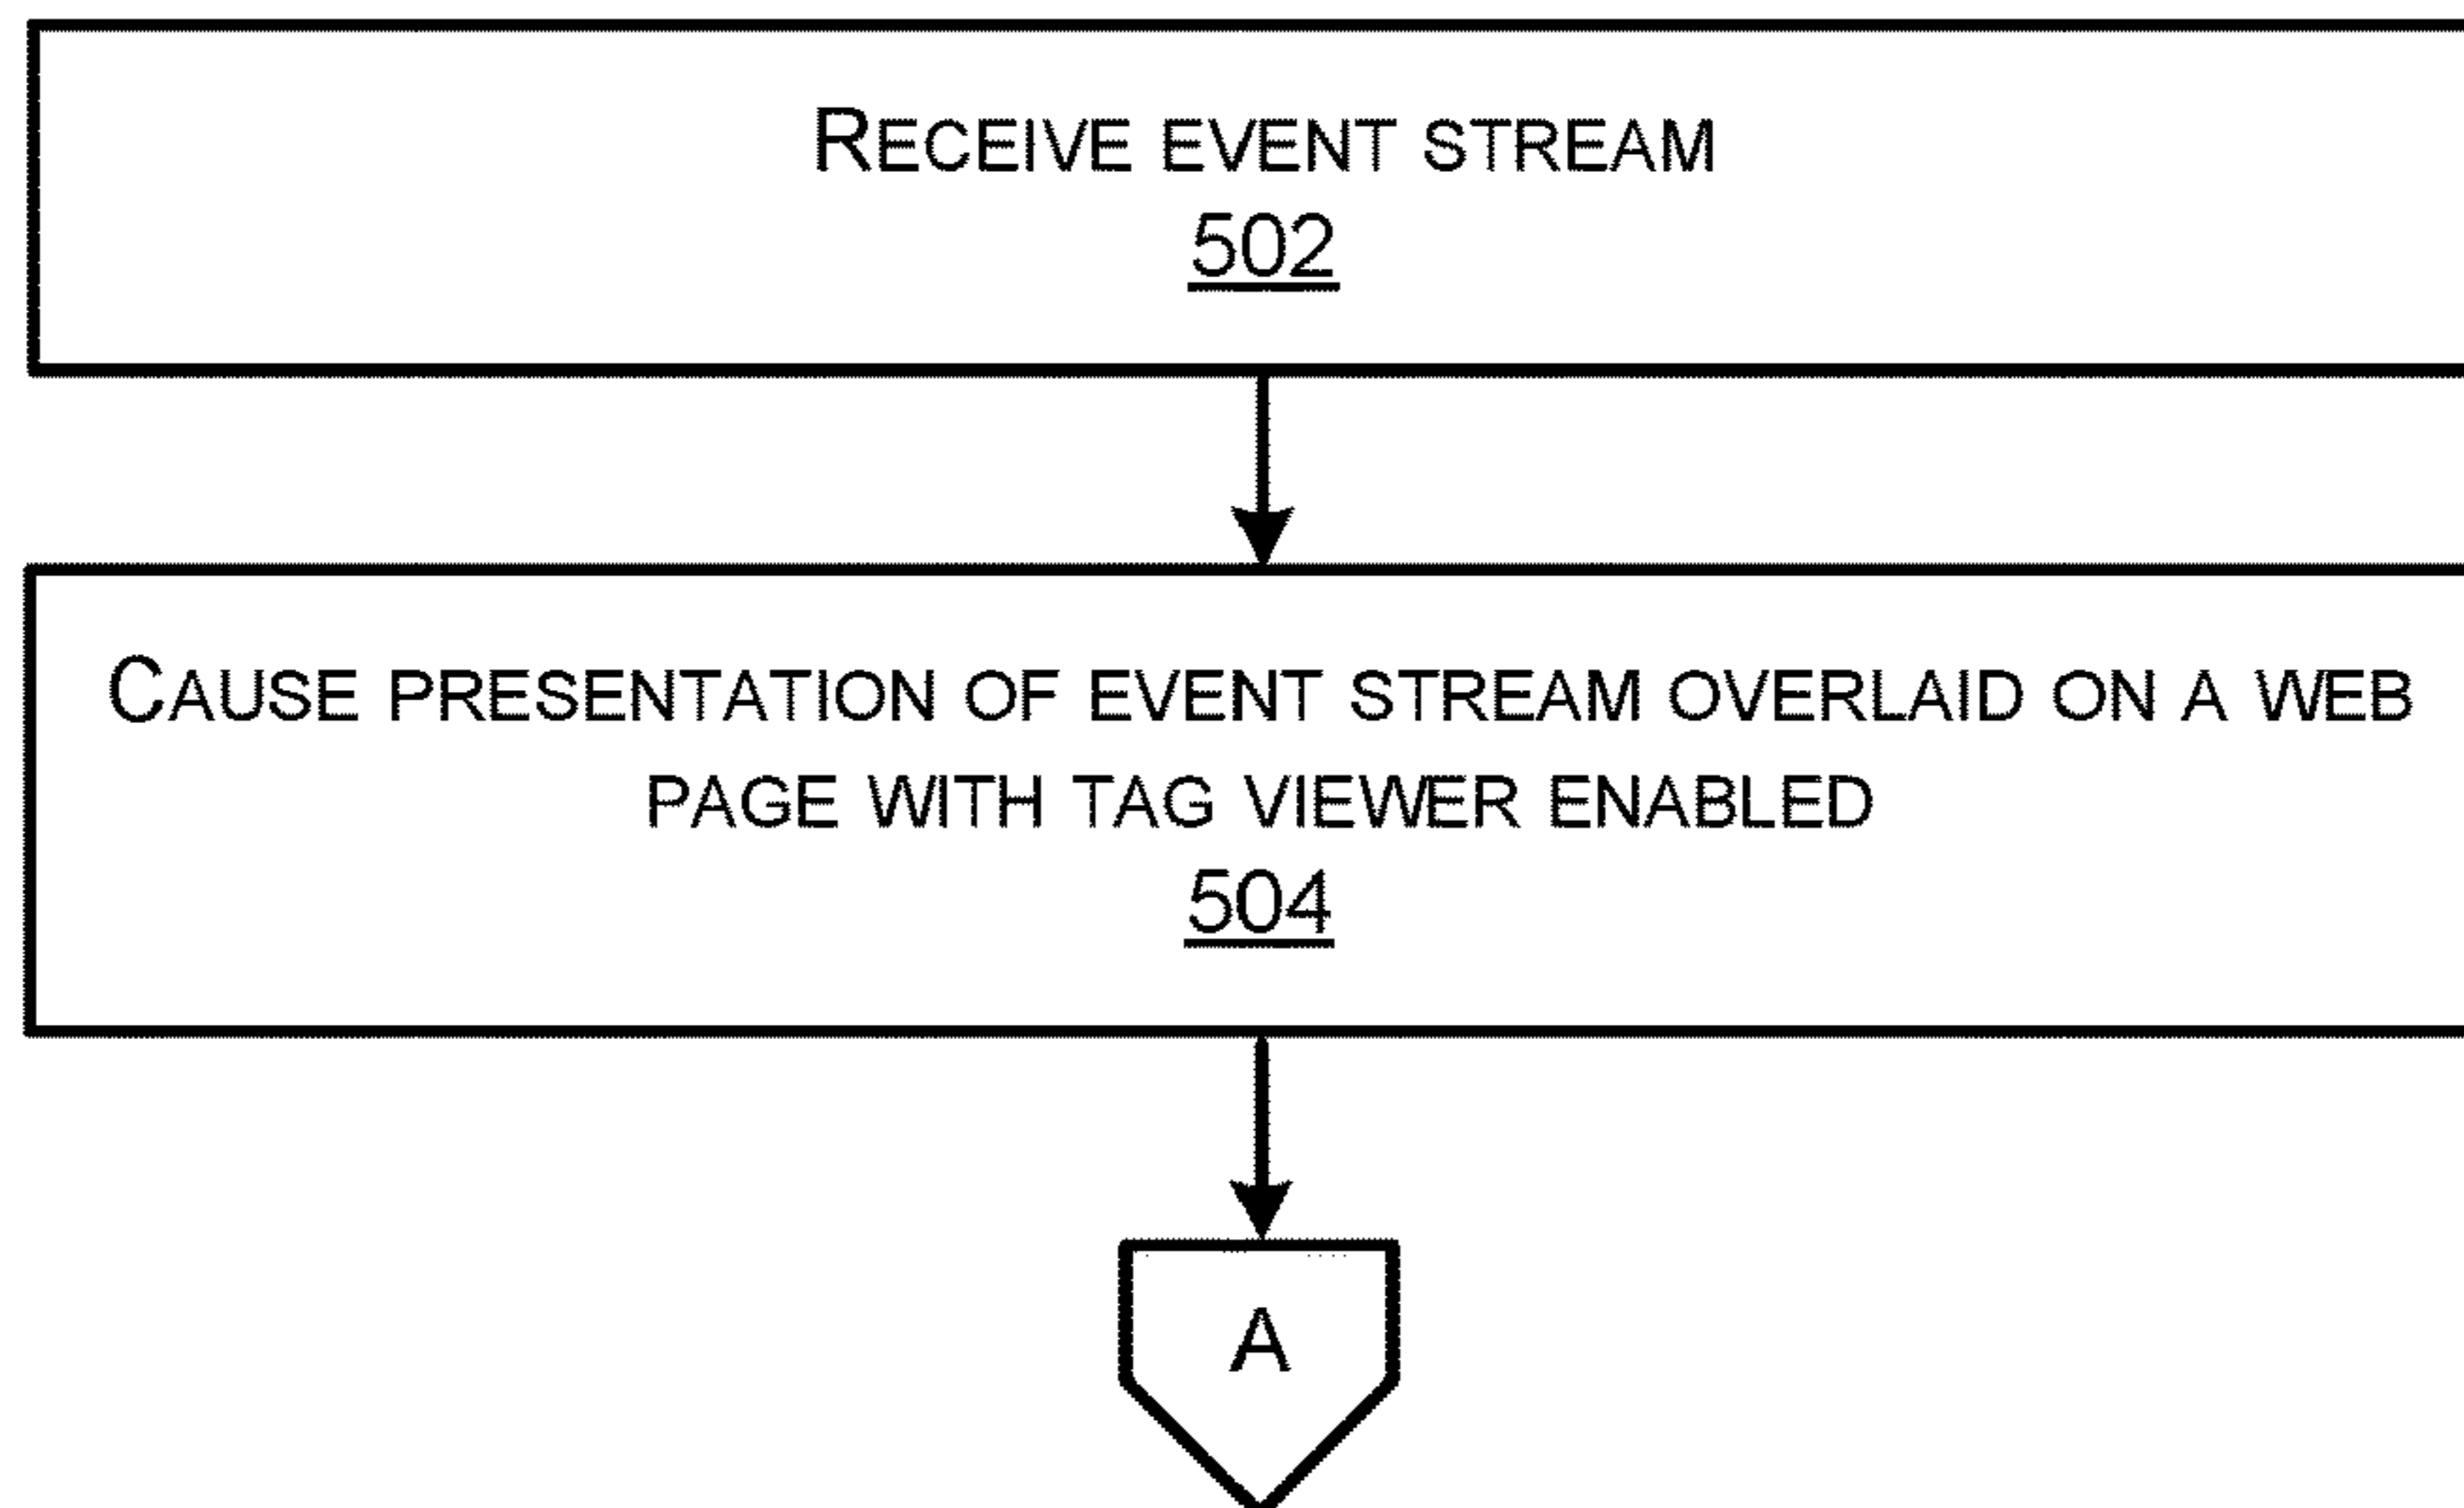 RECEIVE EVENT STREAM
502
CAUSE PRESENTATION OF EVENT STREAM OVERLAID ON A WEB
PAGE WITH TAG VIEWER ENABLED
504
A